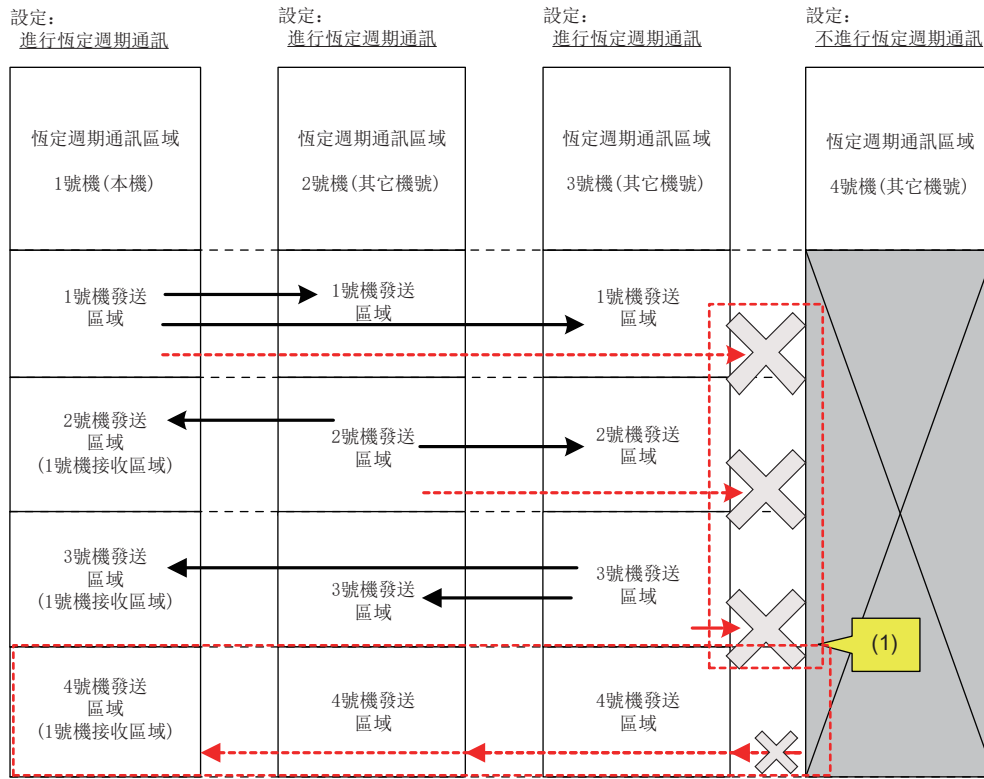 設定:
進行恆定週期通訊
設定:
進行恆定週期通訊
設定:
進行恆定週期通訊
設定:
不進行恆定週期通訊
恆定週期通訊區域
1號機(本機)
恆定週期通訊區域
2號機(其它機號)
恆定週期通訊區域
3號機(其它機號)
恆定週期通訊區域
4號機(其它機號)
1號機發送
區域
1號機發送
區域
1號機發送
區域
2號機發送
區域
(1號機接收區域)
2號機發送
區域
2號機發送
區域
3號機發送
區域
(1號機接收區域)
3號機發送
區域
3號機發送
區域
(1)
4號機發送
區域
(1號機接收區域)
4號機發送
區域
4號機發送
區域